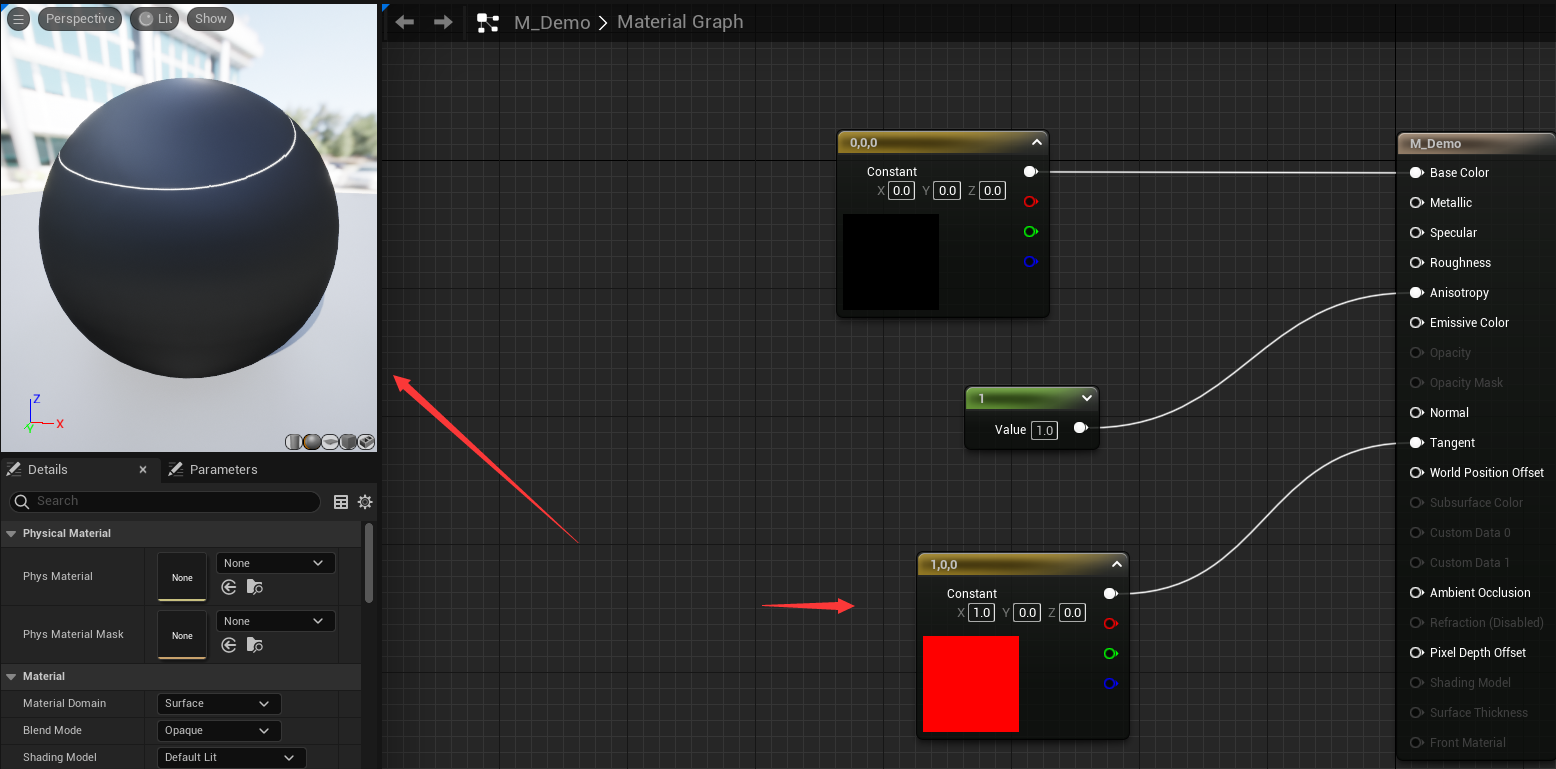 Perspective
Lit
Show
M_Demo
Material Graph
0,0,0
Constant
X 0.0 Y 0.0 Z 0.0
M_Demo
Base Color
Metallic
Specular
Roughness
Anisotropy
Emissive Color
Opacity
Opacity Mask
Normal
Tangent
World Position Offset
Subsurface Color
Custom Data 0
Custom Data 1
Ambient Occlusion
Refraction (Disabled)
Pixel Depth Offset
Shading Model
Surface Thickness
Front Material
1
Value 1.0
1,0,0
Constant
X 1.0 Y 0.0 Z 0.0
Z
X
Y
Details
Parameters
Search
Physical Material
Phys Material
None
None
Phys Material Mask
None
None
Material
Material Domain
Surface
Blend Mode
Opaque
Shading Model
Default Lit